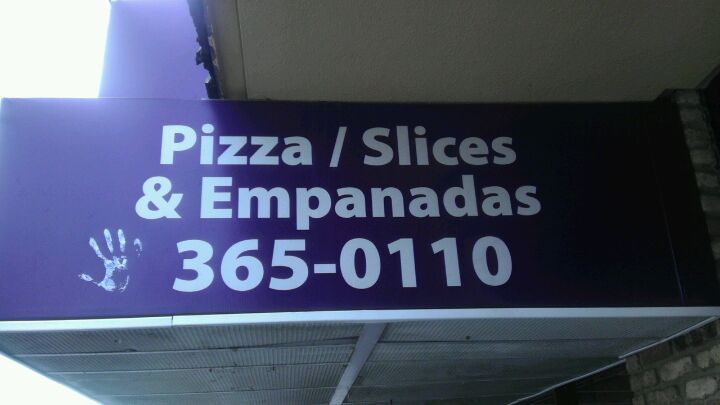 Pizza / Slices
& Empanadas
365-0110